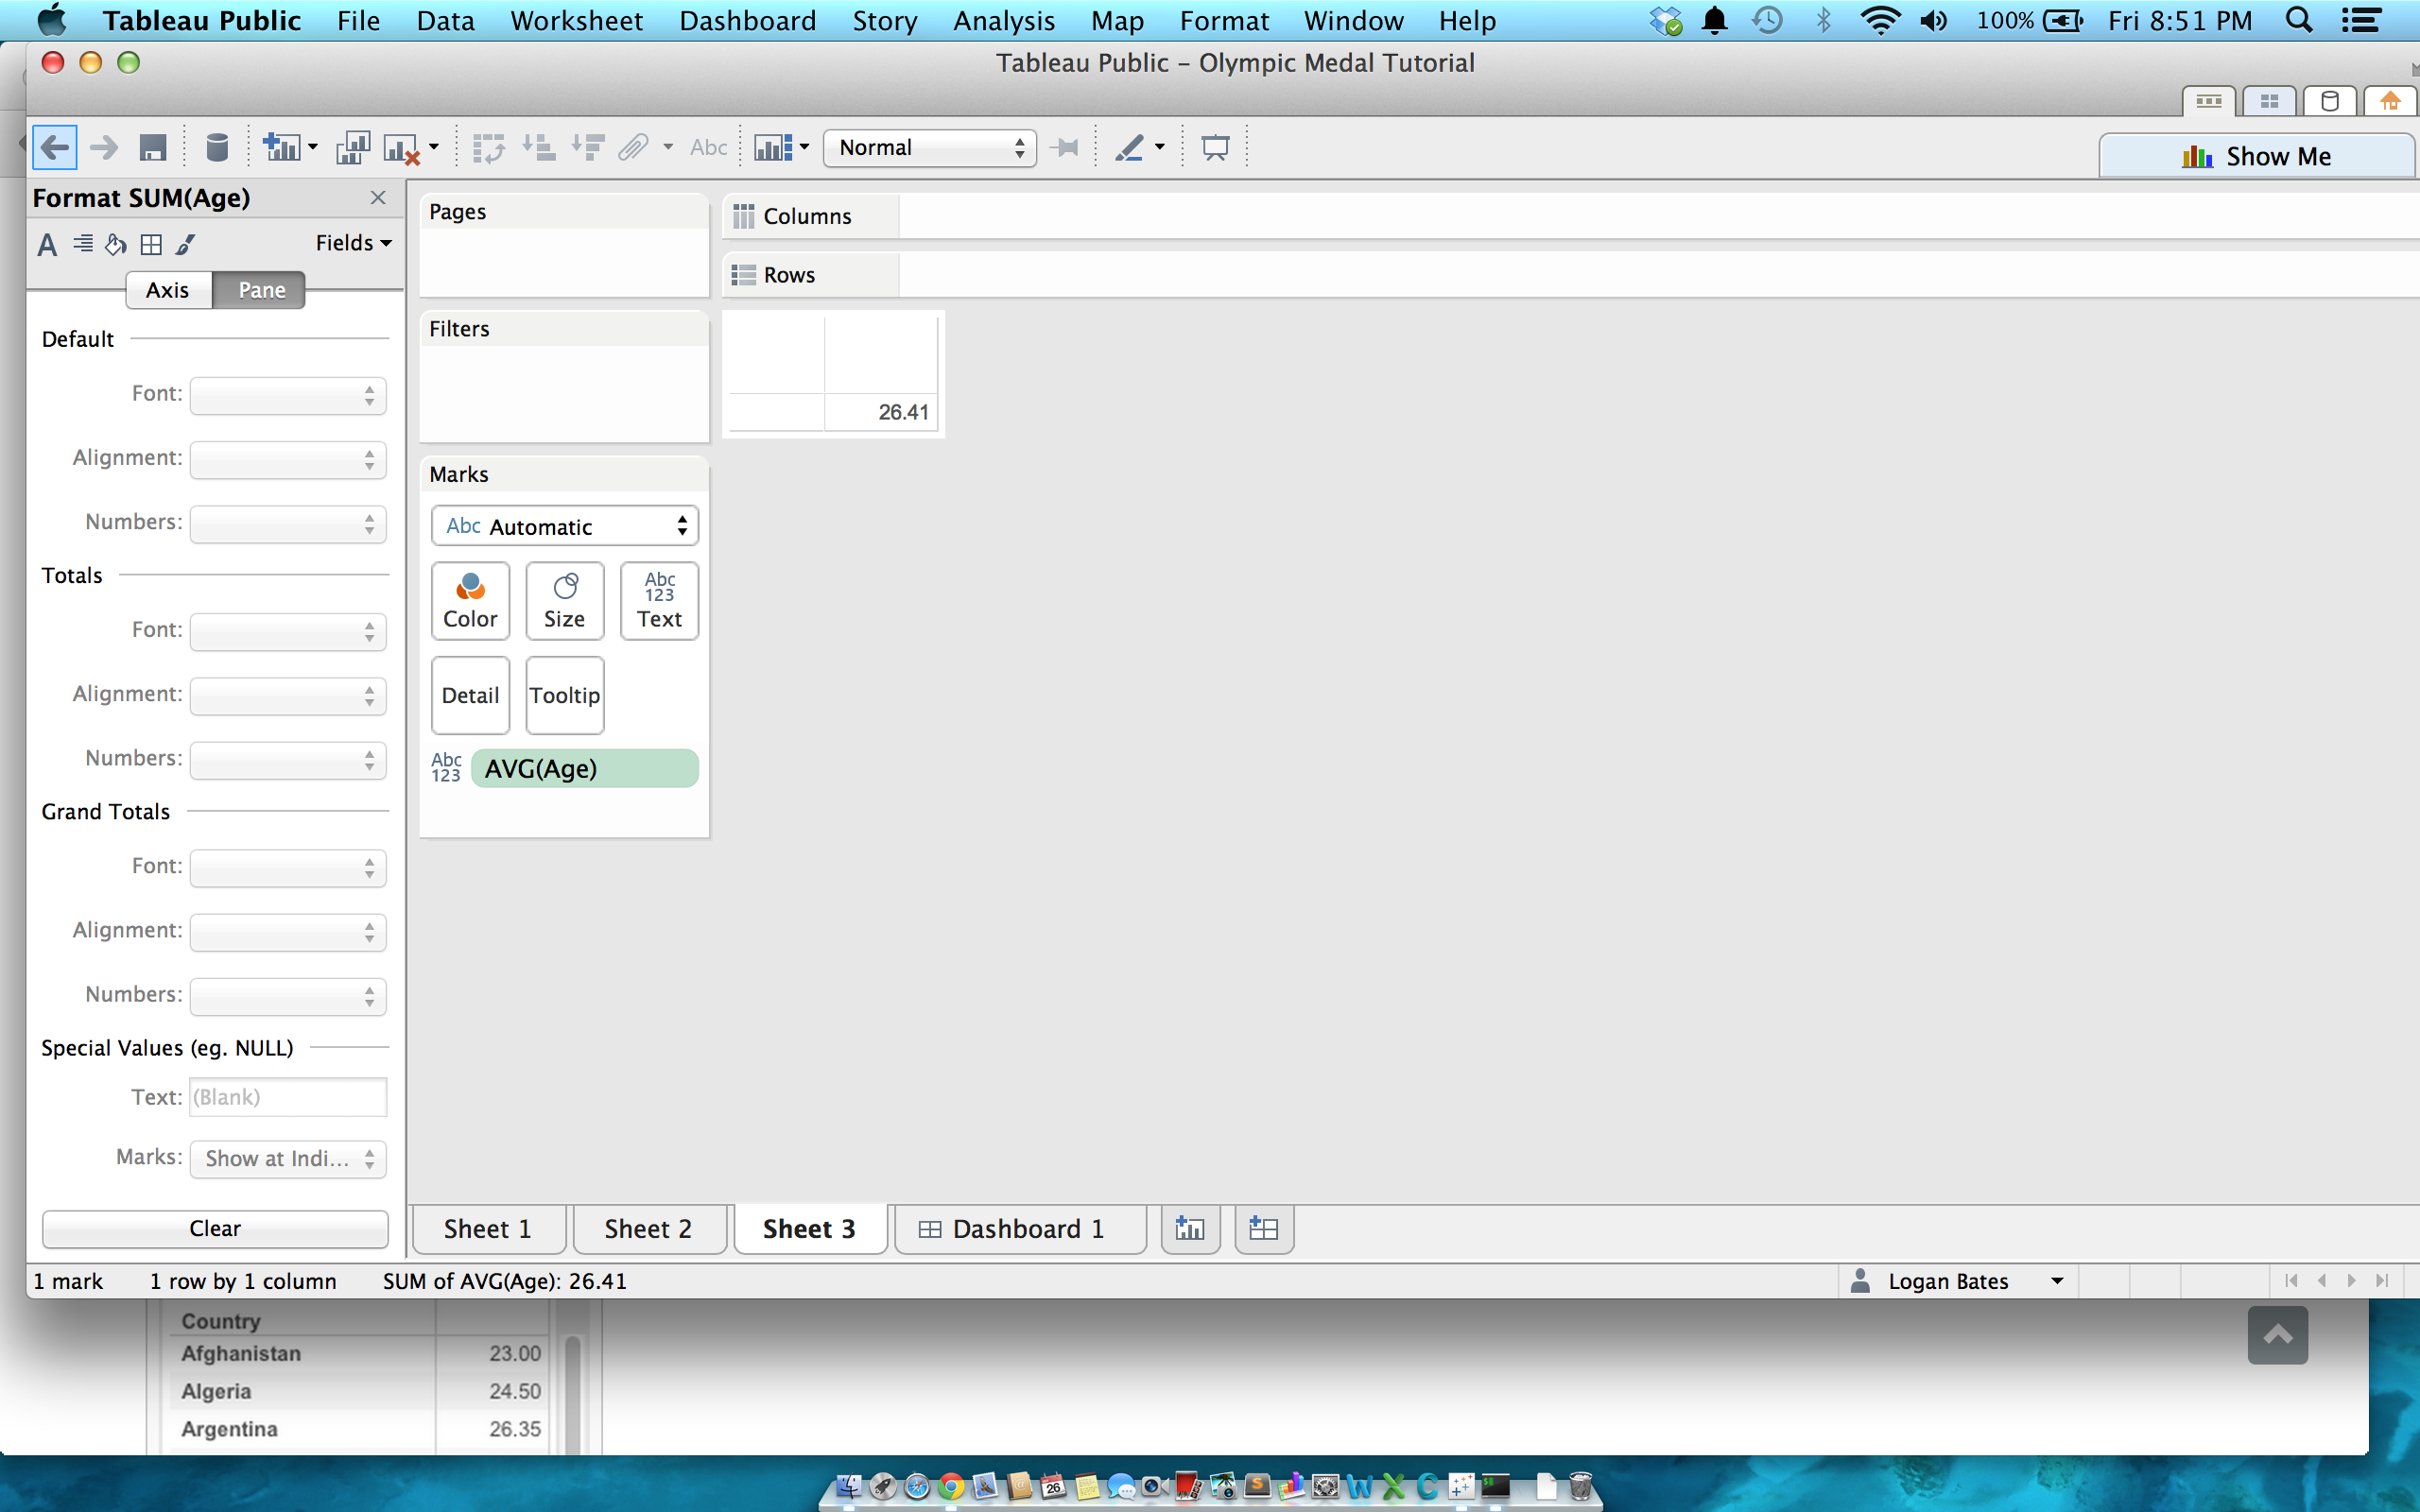 Tableau Public File Data Worksheet Dashboard Story Analysis Map Format Window Help 100% Fri 8:51 PM
Tableau Public – Olympic Medal Tutorial
Abc Normal Show Me
Format SUM(Age)
Fields
Axis Pane
Default
Font:
Alignment:
Numbers:
Totals
Font:
Alignment:
Numbers:
Grand Totals
Font:
Alignment:
Numbers:
Special Values (eg. NULL)
Text: (Blank)
Marks: Show at Indi...
Clear
Pages
Filters
Marks
Abc Automatic
Color
Size
Abc
123
Text
Detail
Tooltip
Abc
123
AVG(Age)
Columns
Rows
26.41
Sheet 1 Sheet 2 Sheet 3 Dashboard 1
1 mark 1 row by 1 column SUM of AVG(Age): 26.41 Logan Bates
Country
Afghanistan 23.00
Algeria 24.50
Argentina 26.35
26